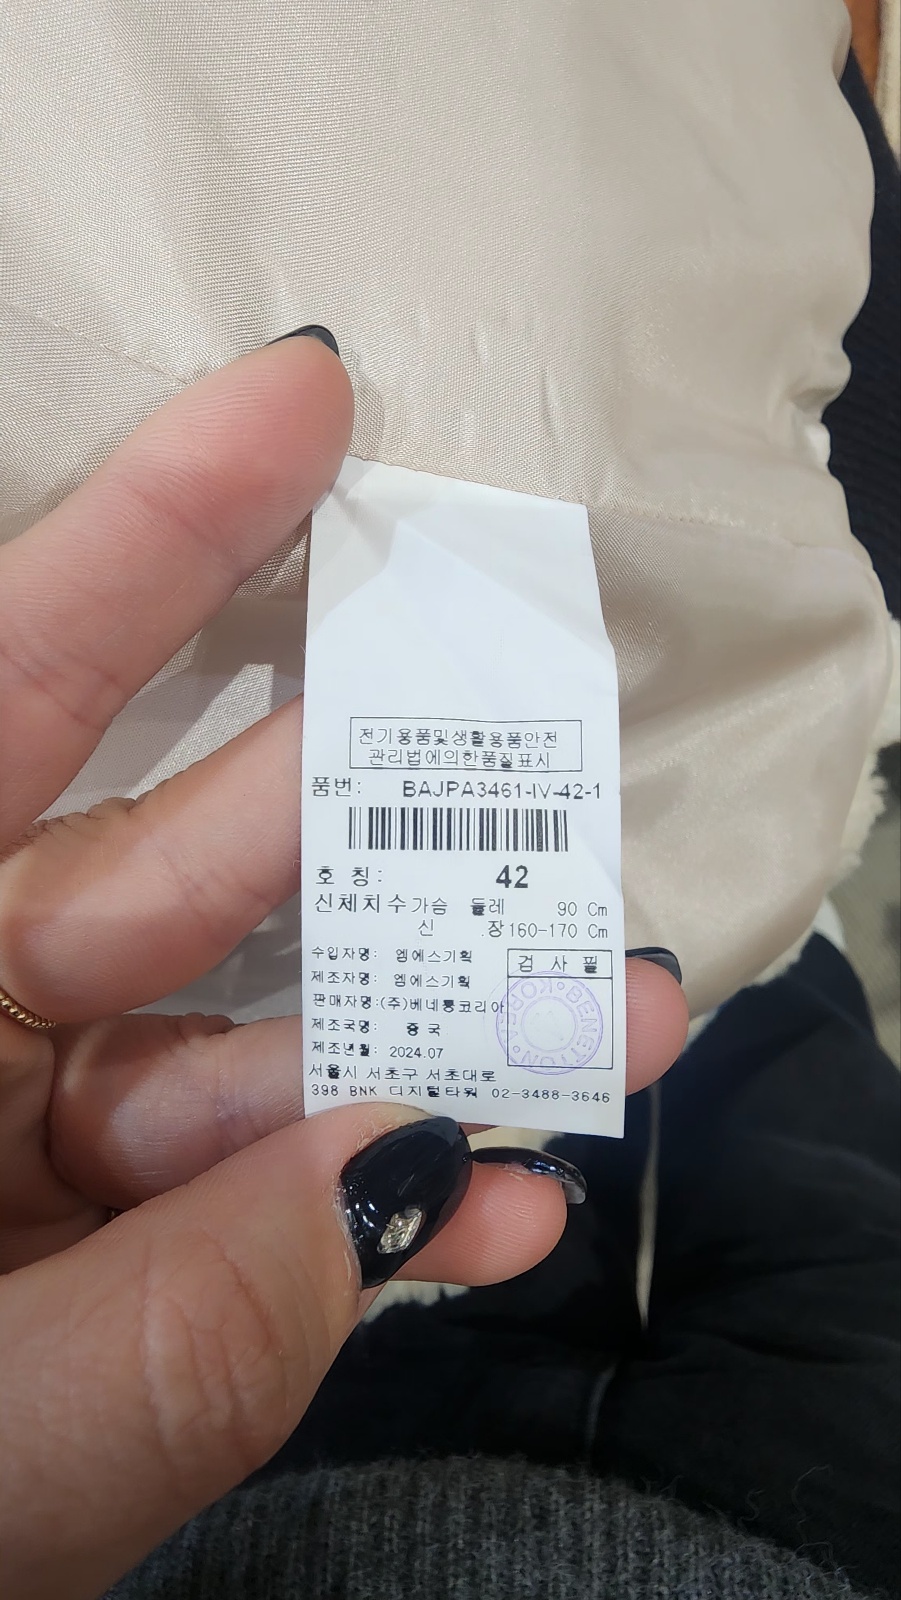 전기용품및생활용품안전
관리법에의한품질표시
품번: BAJPA3461-IV-42-1
호 칭: 42
신체치수 가슴 둘레 90 Cm
신 장 160-170 Cm
수입자명: 엠에스기획
제조자명: 엠에스기획
판매자명: (주)베네통코리아
제조국명: 중 국
제조년월: 2024.07
검 사 필
BENETTON·KOREA·
서울시 서초구 서초대로
398 BNK 디지털타워 02-3488-3646